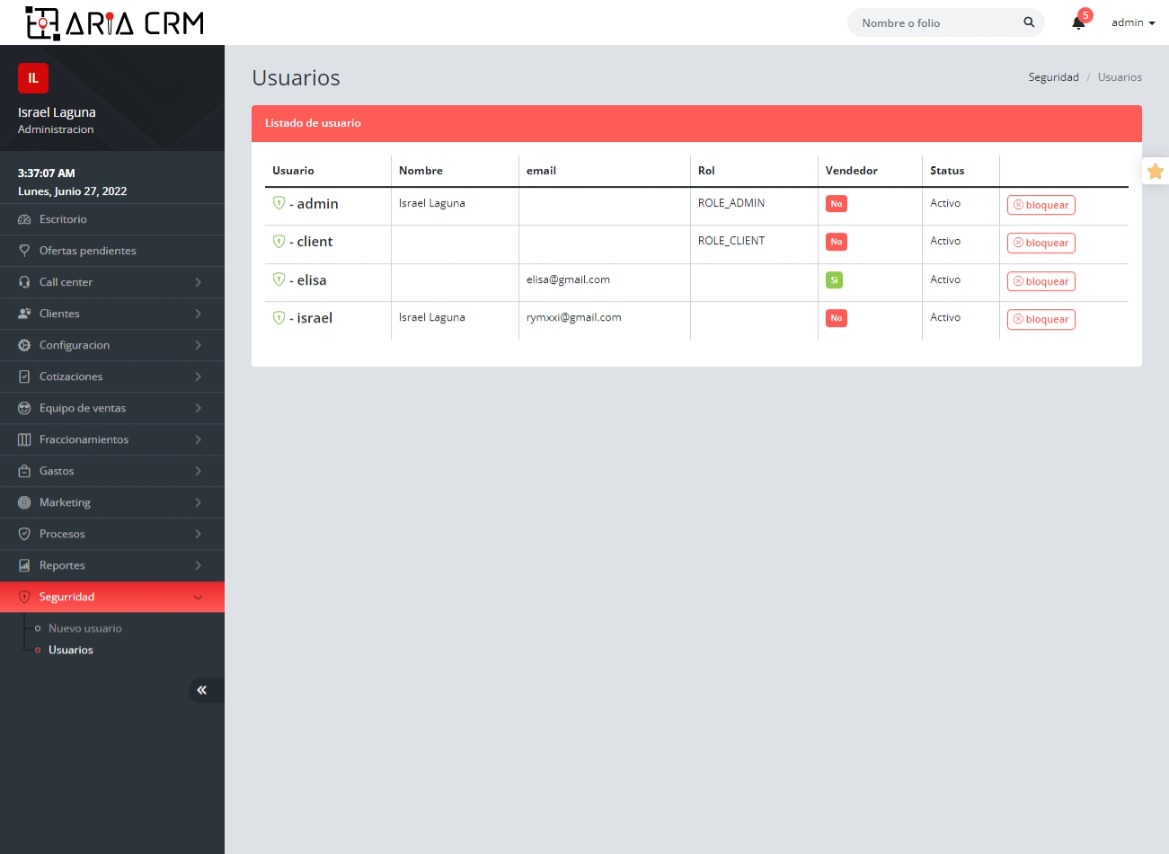 ARIA CRM
Nombre o folio
5
admin
IL
Israel Laguna
Administracion
3:37:07 AM
Lunes, Junio 27, 2022
Escritorio
Ofertas pendientes
Call center
Clientes
Configuracion
Cotizaciones
Equipo de ventas
Fraccionamientos
Gastos
Marketing
Procesos
Reportes
Segurridad
Nuevo usuario
Usuarios
Usuarios
Seguridad / Usuarios
Listado de usuario
Usuario Nombre email Rol Vendedor Status
- admin Israel Laguna ROLE_ADMIN No Activo bloquear
- client ROLE_CLIENT No Activo bloquear
- elisa elisa@gmail.com Si Activo bloquear
- israel Israel Laguna rymxxi@gmail.com No Activo bloquear